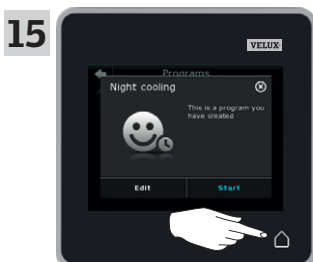 15
VELUX
Programs
Night cooling
This is a program you
have created
Edit
Start